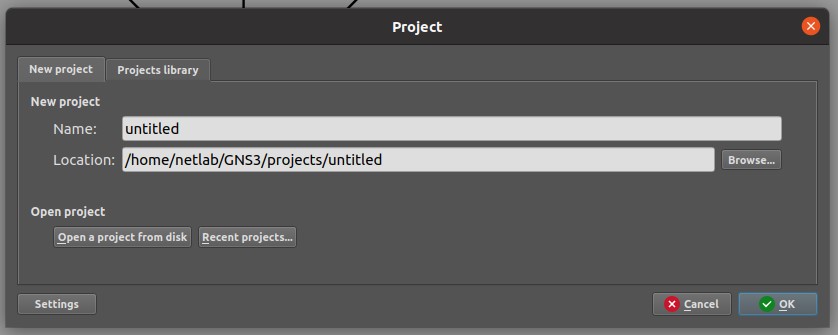 Project
New project Projects library
New project
Name: untitled
Location: /home/netlab/GNS3/projects/untitled Browse...
Open project
Open a project from disk Recent projects...
Settings Cancel OK